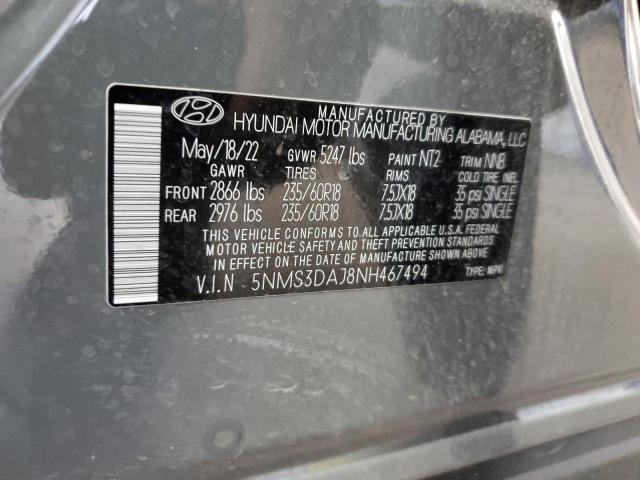 MANUFACTURED BY
HYUNDAI MOTOR MANUFACTURING ALABAMA, LLC
May/18/22 GVWR 5247 lbs PAINT NT2 TRIM NNB
GAWR TIRES RIMS COLD TIRE INFL
FRONT 2866 lbs 235/60R18 7.5JX18 35 psi SINGLE
REAR 2976 lbs 235/60R18 7.5JX18 35 psi SINGLE
THIS VEHICLE CONFORMS TO ALL APPLICABLE U.S.A FEDERAL
MOTOR VEHICLE SAFETY AND THEFT PREVENTION STANDARDS
IN EFFECT ON THE DATE OF MANUFACTURE SHOWN ABOVE.
V.I.N 5NMS3DAJ8NH467494 TYPE: MPV